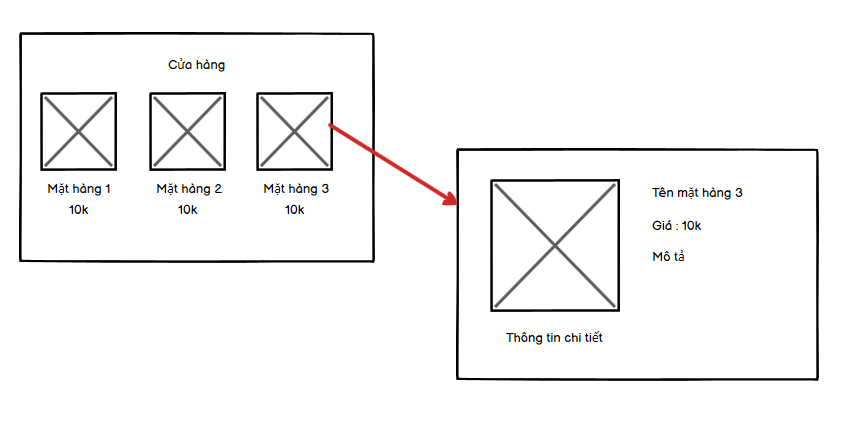 Cửa hàng
Mặt hàng 1
Mặt hàng 2
Mặt hàng 3
10k
10k
10k
Tên mặt hàng 3
Giá : 10k
Mô tả
Thông tin chi tiết